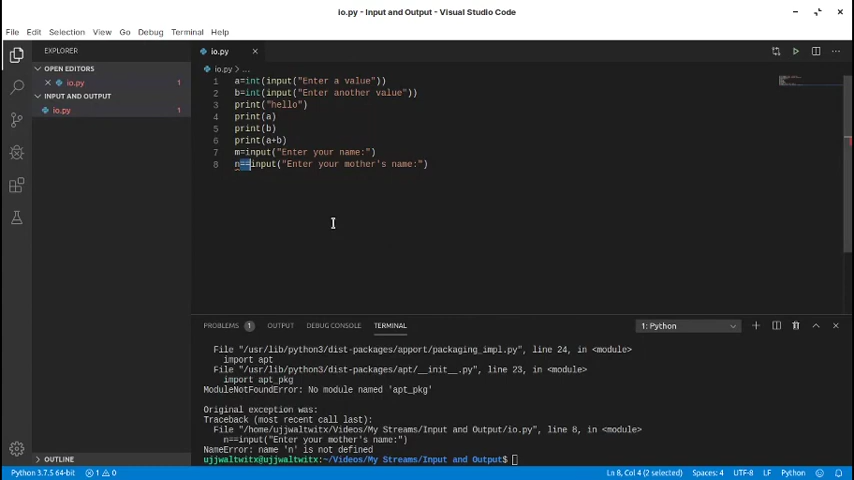 io.py - Input and Output - Visual Studio Code
File Edit Selection View Go Debug Terminal Help
EXPLORER
OPEN EDITORS
io.py 1
INPUT AND OUTPUT
io.py 1
OUTLINE
io.py
io.py > ...
1 a=int(input("Enter a value"))
2 b=int(input("Enter another value"))
3 print("hello")
4 print(a)
5 print(b)
6 print(a+b)
7 m=input("Enter your name:")
8 n==input("Enter your mother's name:")
PROBLEMS 1 OUTPUT DEBUG CONSOLE TERMINAL 1: Python
File "/usr/lib/python3/dist-packages/apport/packaging_impl.py", line 24, in <module>
import apt
File "/usr/lib/python3/dist-packages/apt/__init__.py", line 23, in <module>
import apt_pkg
ModuleNotFoundError: No module named 'apt_pkg'
Original exception was:
Traceback (most recent call last):
File "/home/ujjwaltwitx/Videos/My Streams/Input and Output/io.py", line 8, in <module>
n==input("Enter your mother's name:")
NameError: name 'n' is not defined
ujjwaltwitx@ujjwaltwitx:~/Videos/My Streams/Input and Output$
Python 3.7.5 64-bit 1 0 Ln 8, Col 4 (2 selected) Spaces: 4 UTF-8 LF Python